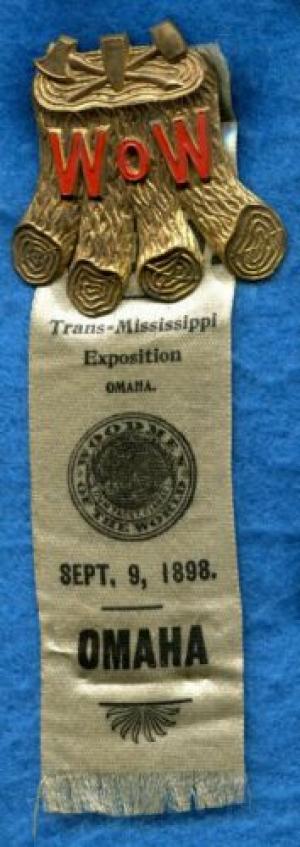 WOW
Trans=Mississippi
Exposition
OMAHA.
WOODMEN
OF THE WORLD
SEPT. 9, 1898.
OMAHA